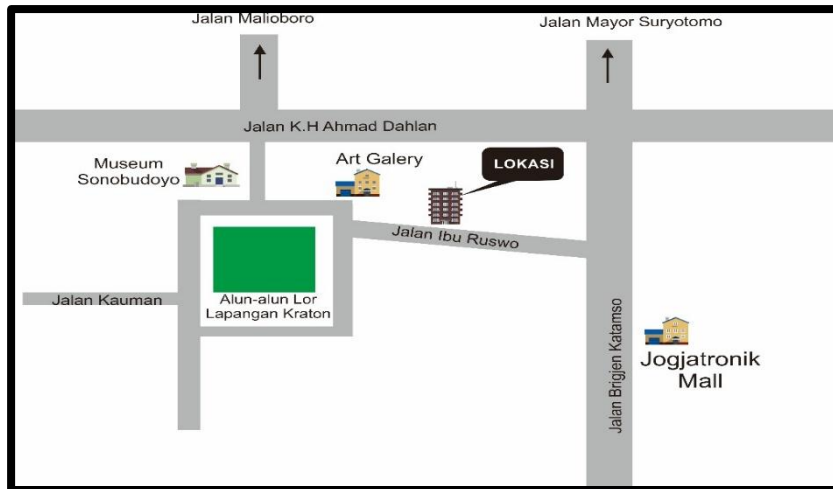 Jalan Malioboro
Jalan Mayor Suryotomo
Jalan K.H Ahmad Dahlan
Museum
Sonobudoyo
Art Galery
LOKASI
Jalan Ibu Ruswo
Jalan Kauman
Alun-alun Lor
Lapangan Kraton
Jalan Brigjen Katamso
Jogjatronik
Mall